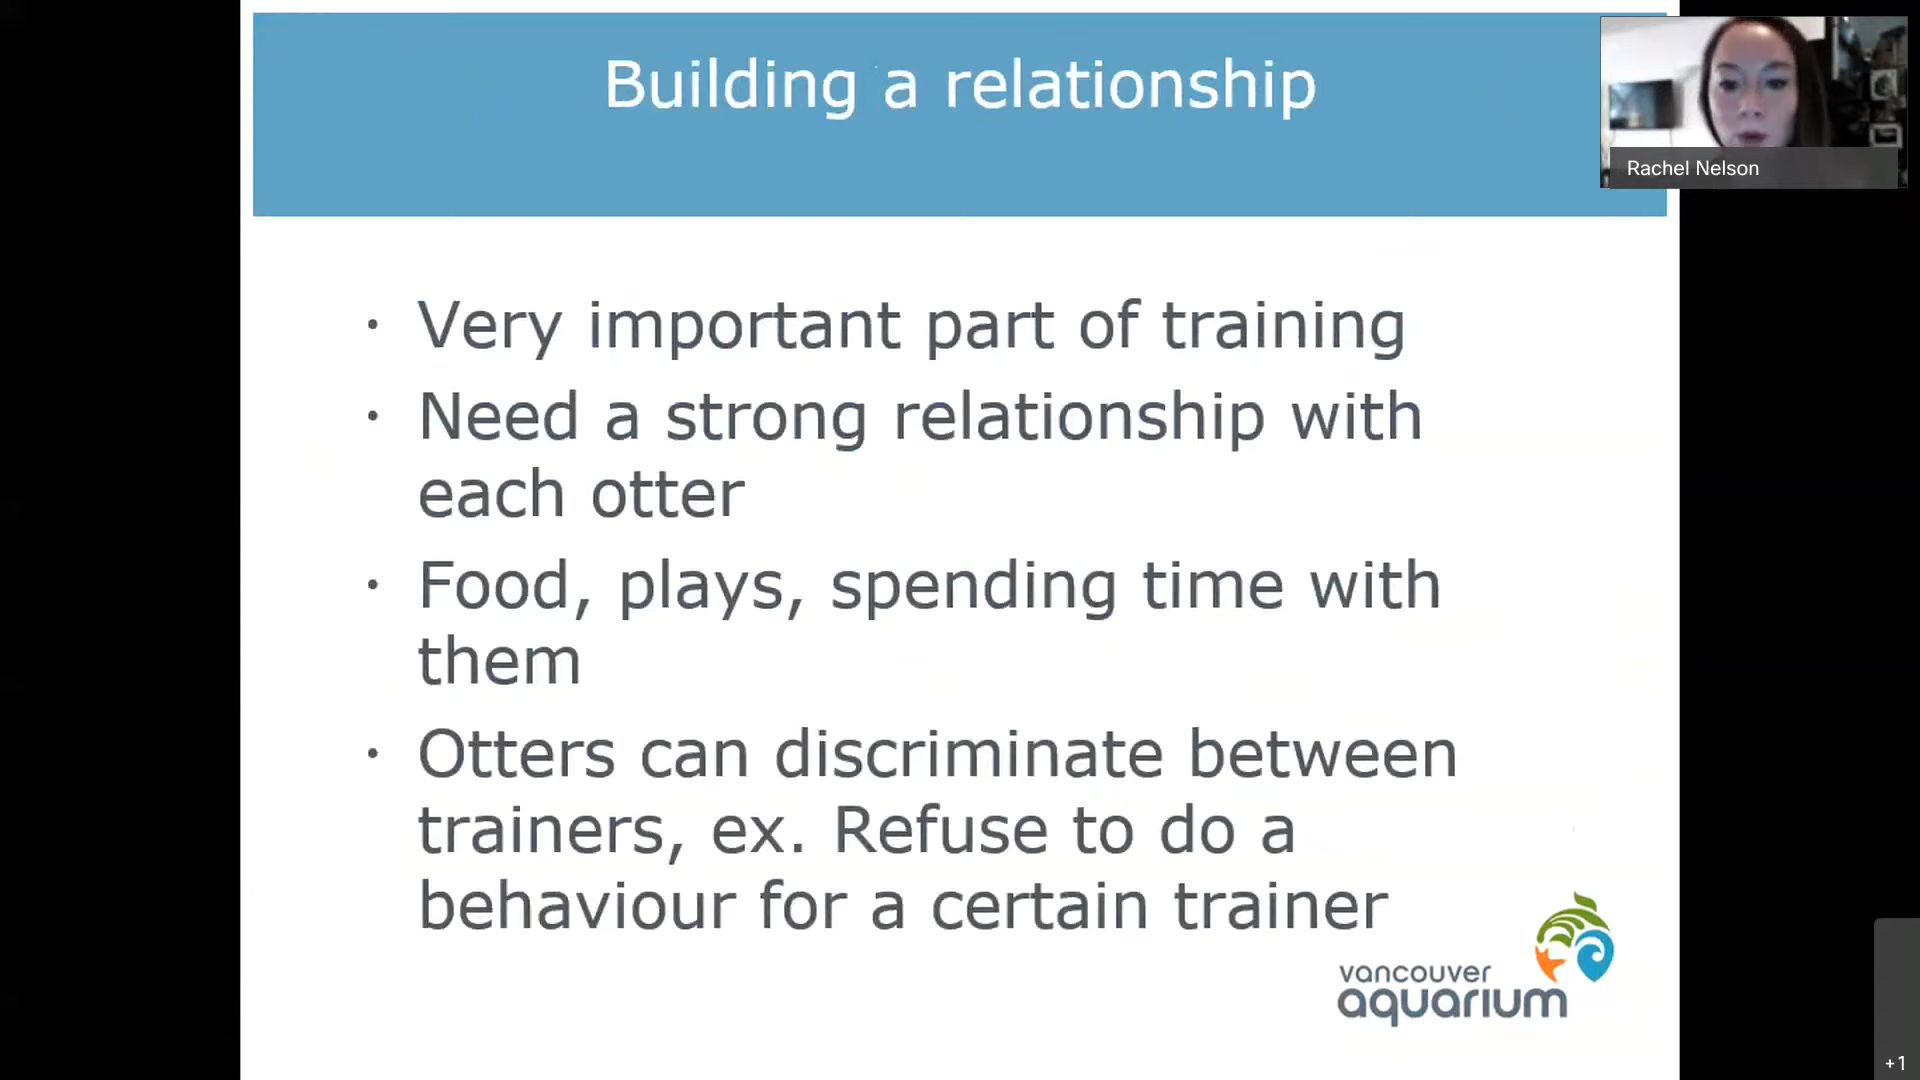 Building a relationship
Rachel Nelson
• Very important part of training
• Need a strong relationship with
each otter
• Food, plays, spending time with
them
• Otters can discriminate between
trainers, ex. Refuse to do a
behaviour for a certain trainer
vancouver
aquarium
+1